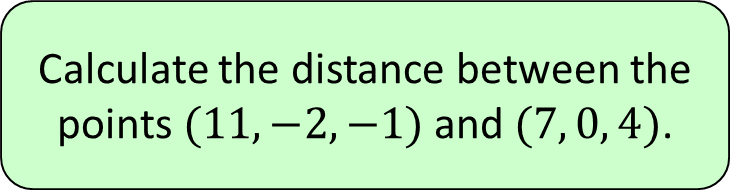 Calculate the distance between the
points (11, −2, −1) and (7, 0, 4).